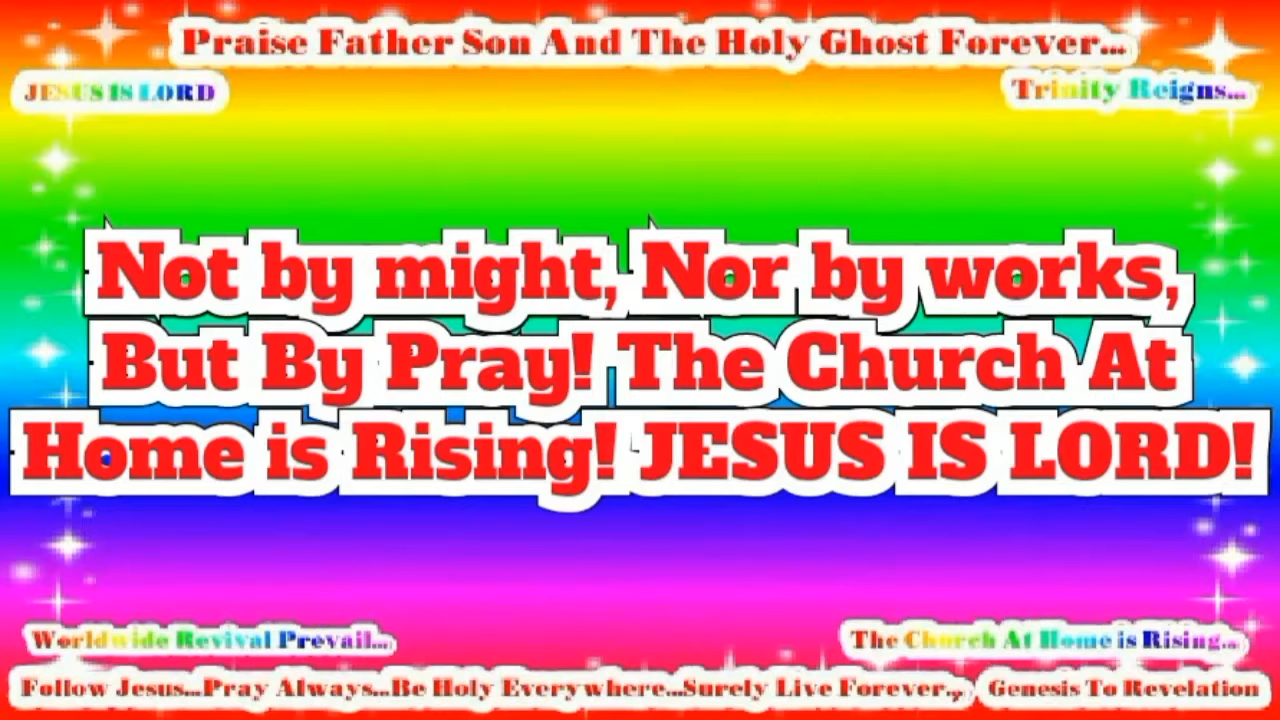 Praise Father Son And The Holy Ghost Forever...
JESUS IS LORD
Trinity Reigns...
Not by might, Nor by works,
But By Pray! The Church At
Home is Rising! JESUS IS LORD!
Worldwide Revival Prevail...
The Church At Home is Rising...
Follow Jesus...Pray Always...Be Holy Everywhere...Surely Live Forever..,
Genesis To Revelation